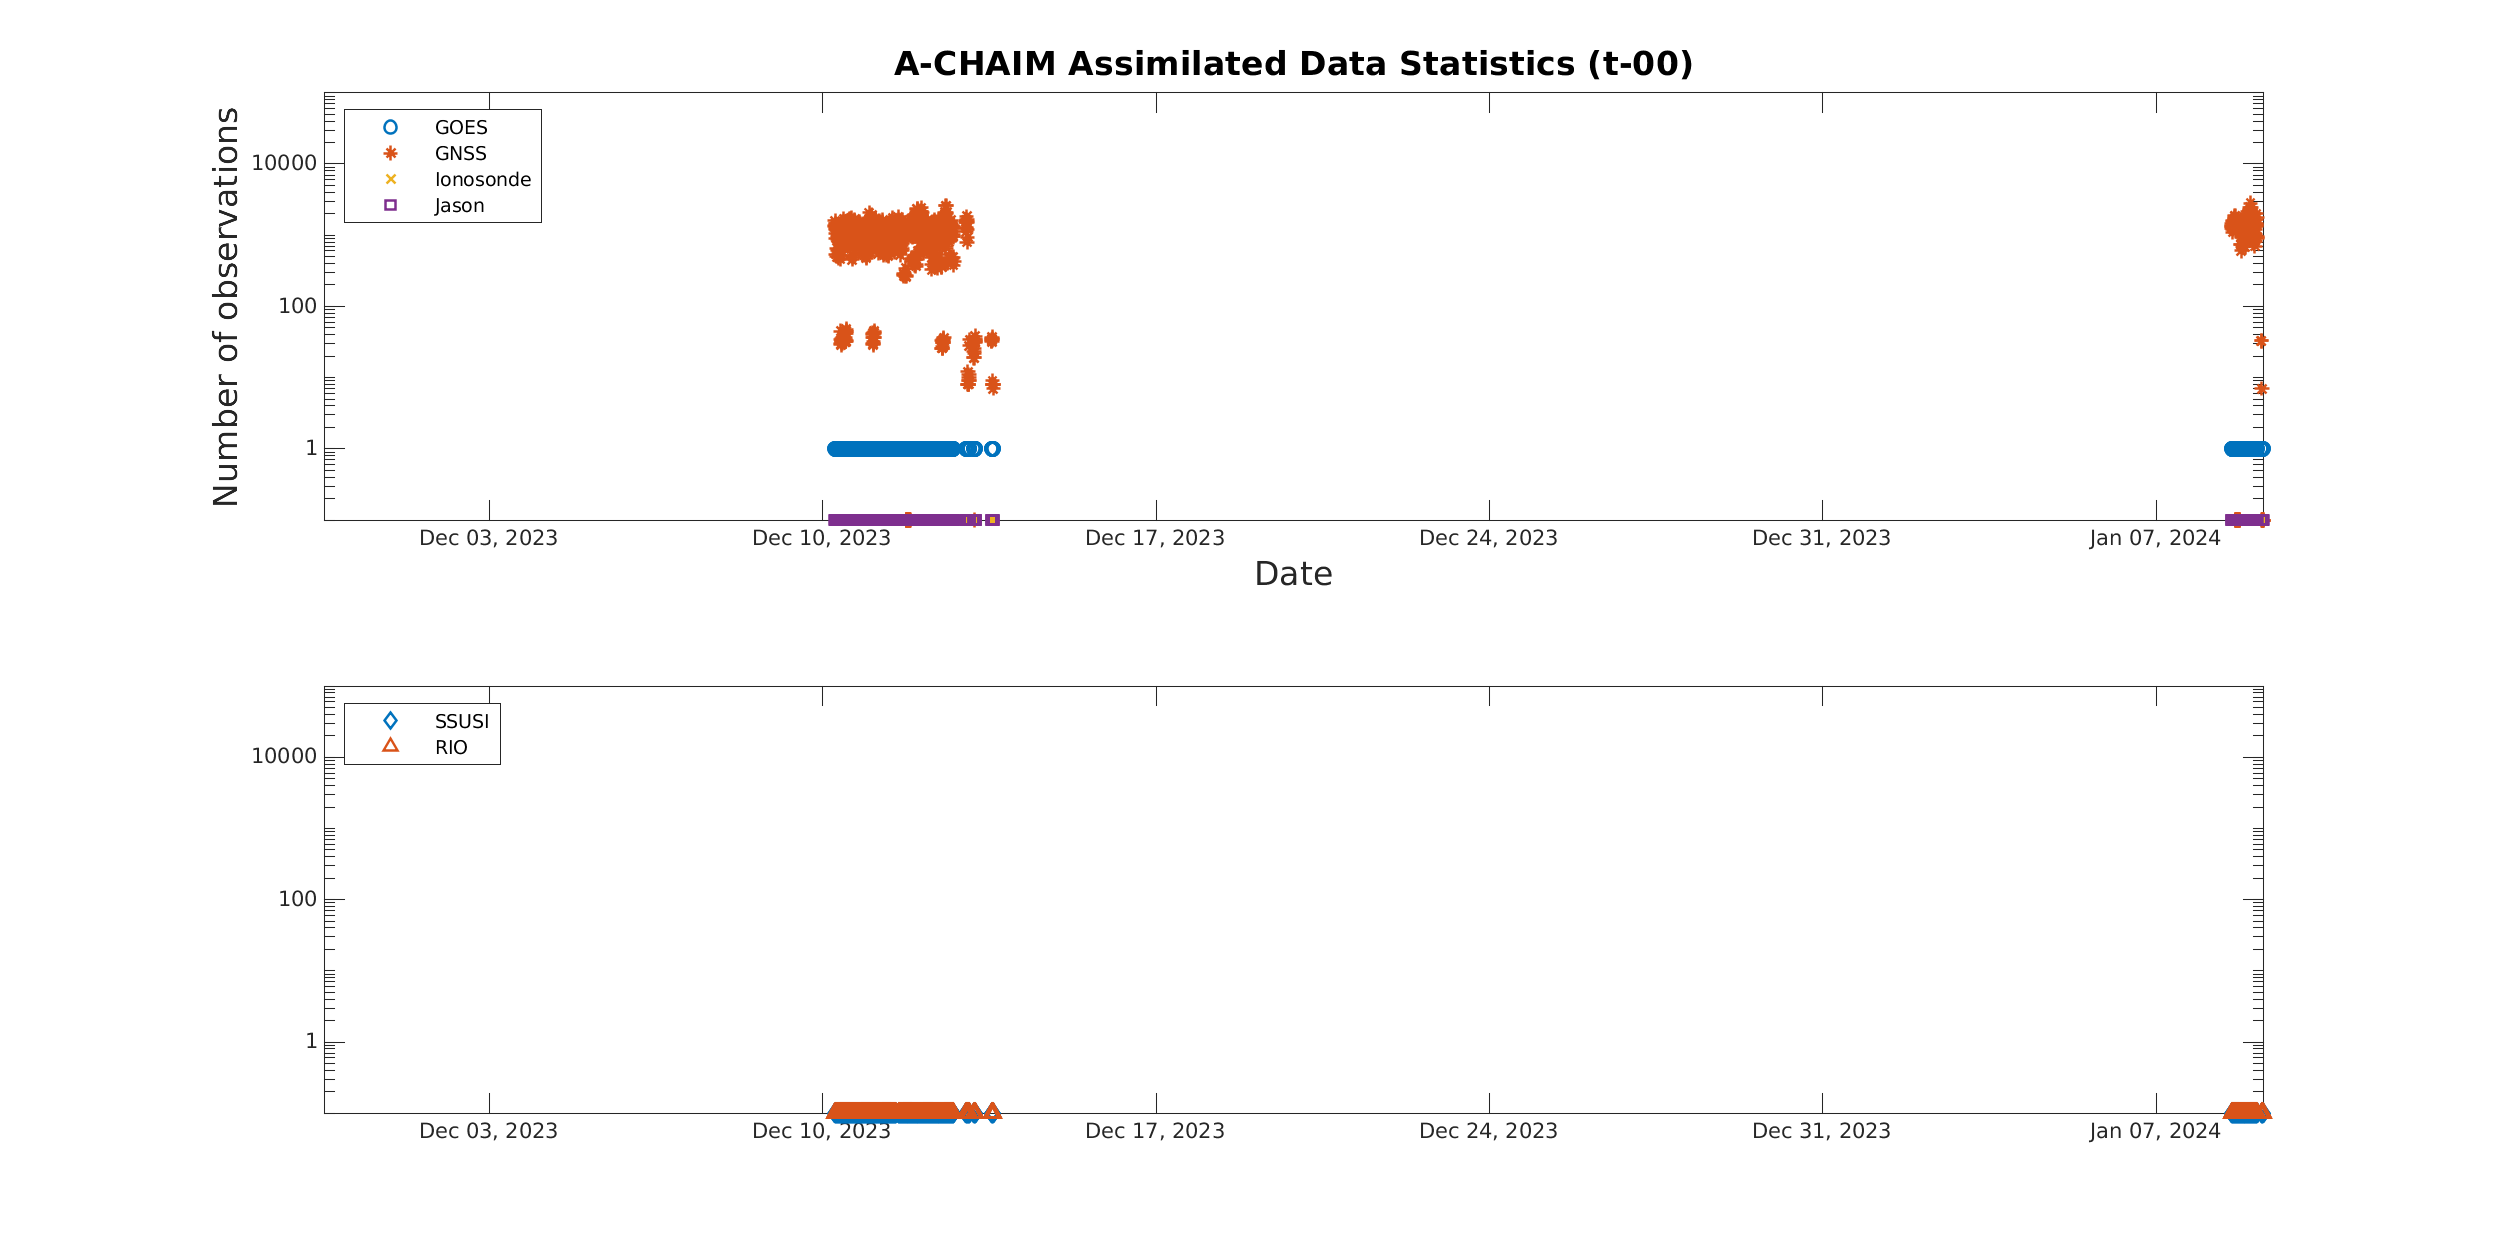 A-CHAIM Assimilated Data Statistics (t-00)
Number of observations
GOES
GNSS
Ionosonde
Jason
10000
100
1
Dec 03, 2023 Dec 10, 2023 Dec 17, 2023 Dec 24, 2023 Dec 31, 2023 Jan 07, 2024
Date
SSUSI
RIO
10000
100
1
Dec 03, 2023 Dec 10, 2023 Dec 17, 2023 Dec 24, 2023 Dec 31, 2023 Jan 07, 2024